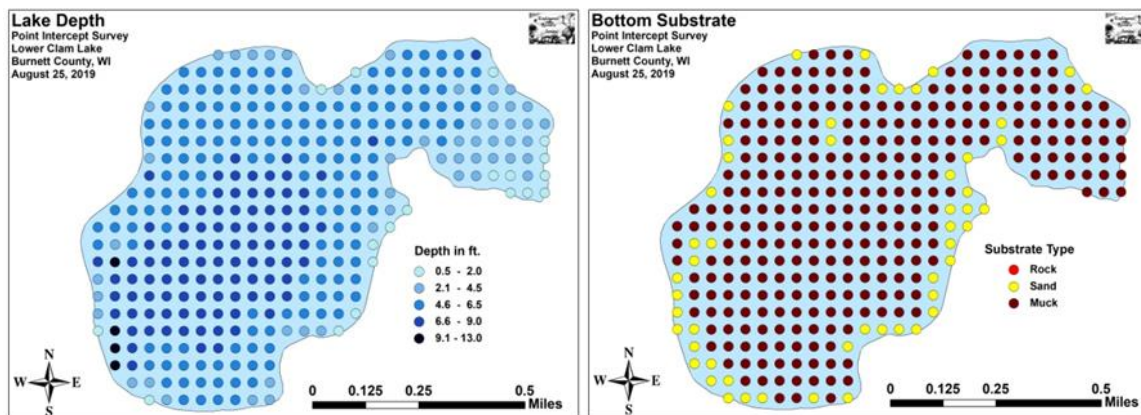 Lake Depth
Point Intercept Survey
Lower Clam Lake
Burnett County, WI
August 25, 2019
Depth in ft.
0.5 - 2.0
2.1 - 4.5
4.6 - 6.5
6.6 - 9.0
9.1 - 13.0
N
W E
S
0 0.125 0.25 0.5
Miles
Bottom Substrate
Point Intercept Survey
Lower Clam Lake
Burnett County, WI
August 25, 2019
Substrate Type
Rock
Sand
Muck
N
W E
S
0 0.125 0.25 0.5
Miles